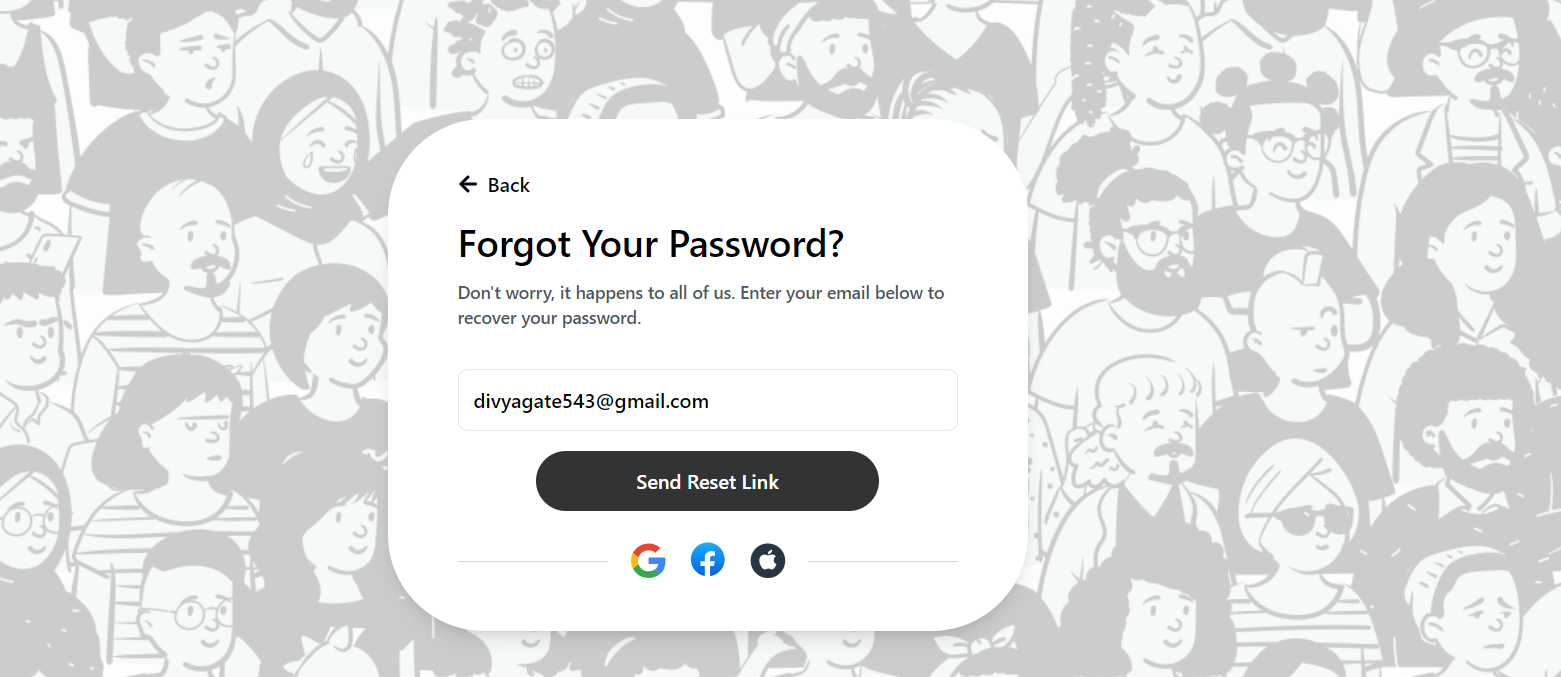 Back
Forgot Your Password?
Don't worry, it happens to all of us. Enter your email below to
recover your password.
divyagate543@gmail.com
Send Reset Link